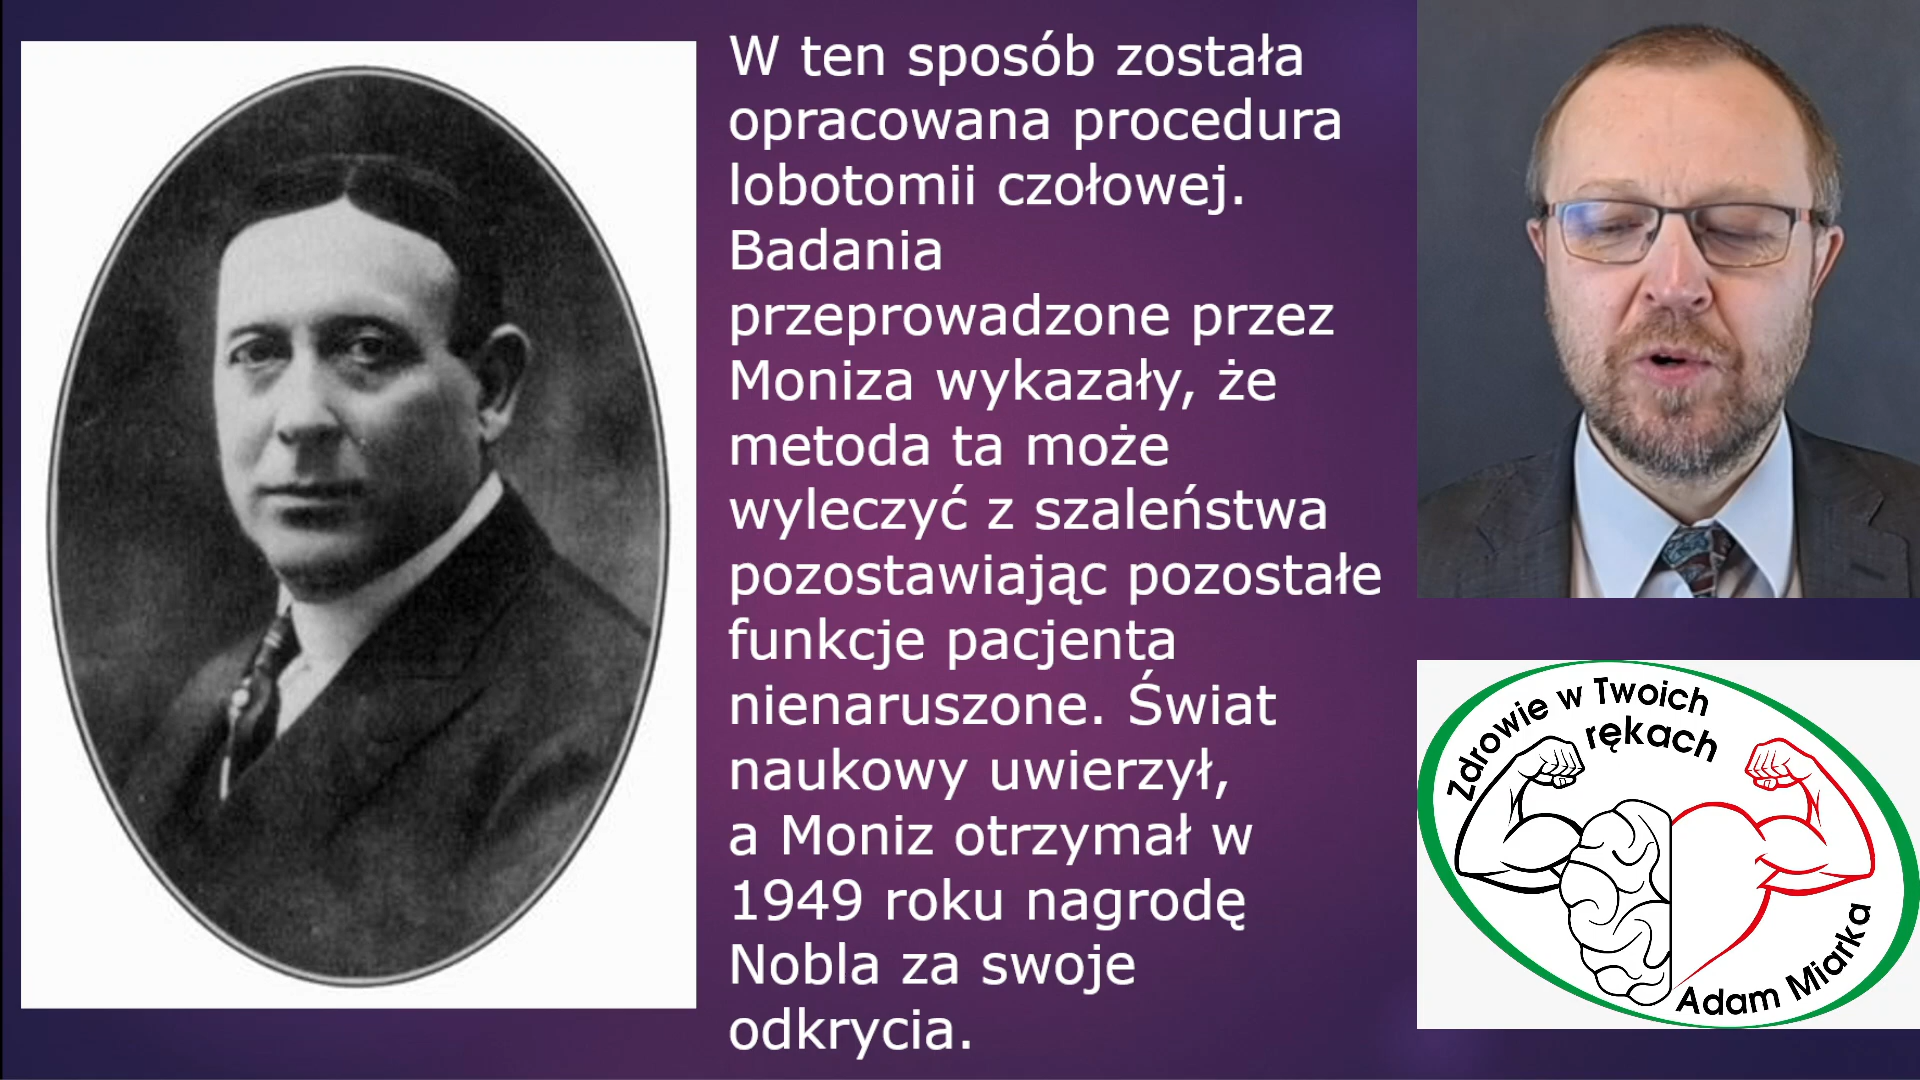 W ten sposób została
opracowana procedura
lobotomii czołowej.
Badania
przeprowadzone przez
Moniza wykazały, że
metoda ta może
wyleczyć z szaleństwa
pozostawiając pozostałe
funkcje pacjenta
nienaruszone. Świat
naukowy uwierzył,
a Moniz otrzymał w
1949 roku nagrodę
Nobla za swoje
odkrycia.
Zdrowie w Twoich
rękach
Adam Miarka